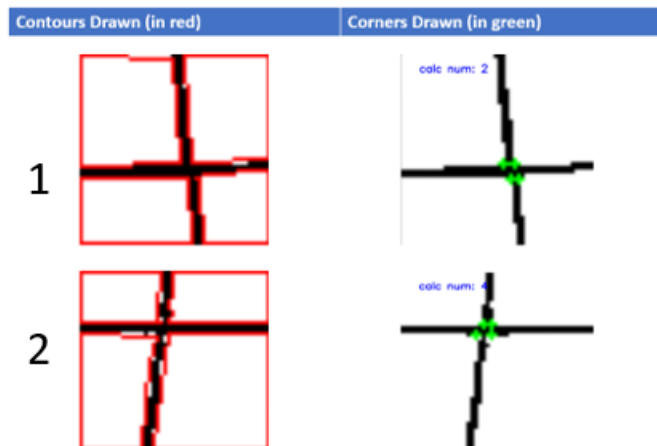 Contours Drawn (in red)
Corners Drawn (in green)
calc num: 2
1
calc num: 4
2